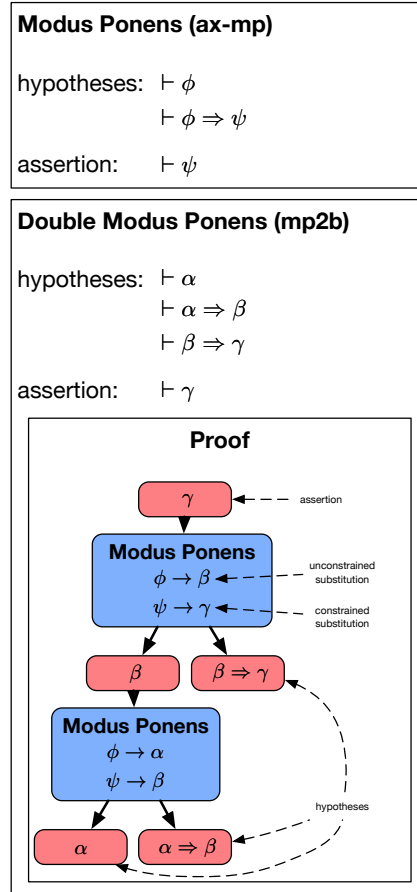 Modus Ponens (ax-mp)
hypotheses: ⊢ ϕ
⊢ ϕ ⇒ ψ
assertion: ⊢ ψ
Double Modus Ponens (mp2b)
hypotheses: ⊢ α
⊢ α ⇒ β
⊢ β ⇒ γ
assertion: ⊢ γ
Proof
γ
assertion
Modus Ponens
ϕ → β
unconstrained
substitution
ψ → γ
constrained
substitution
β
β ⇒ γ
Modus Ponens
ϕ → α
ψ → β
hypotheses
α
α ⇒ β